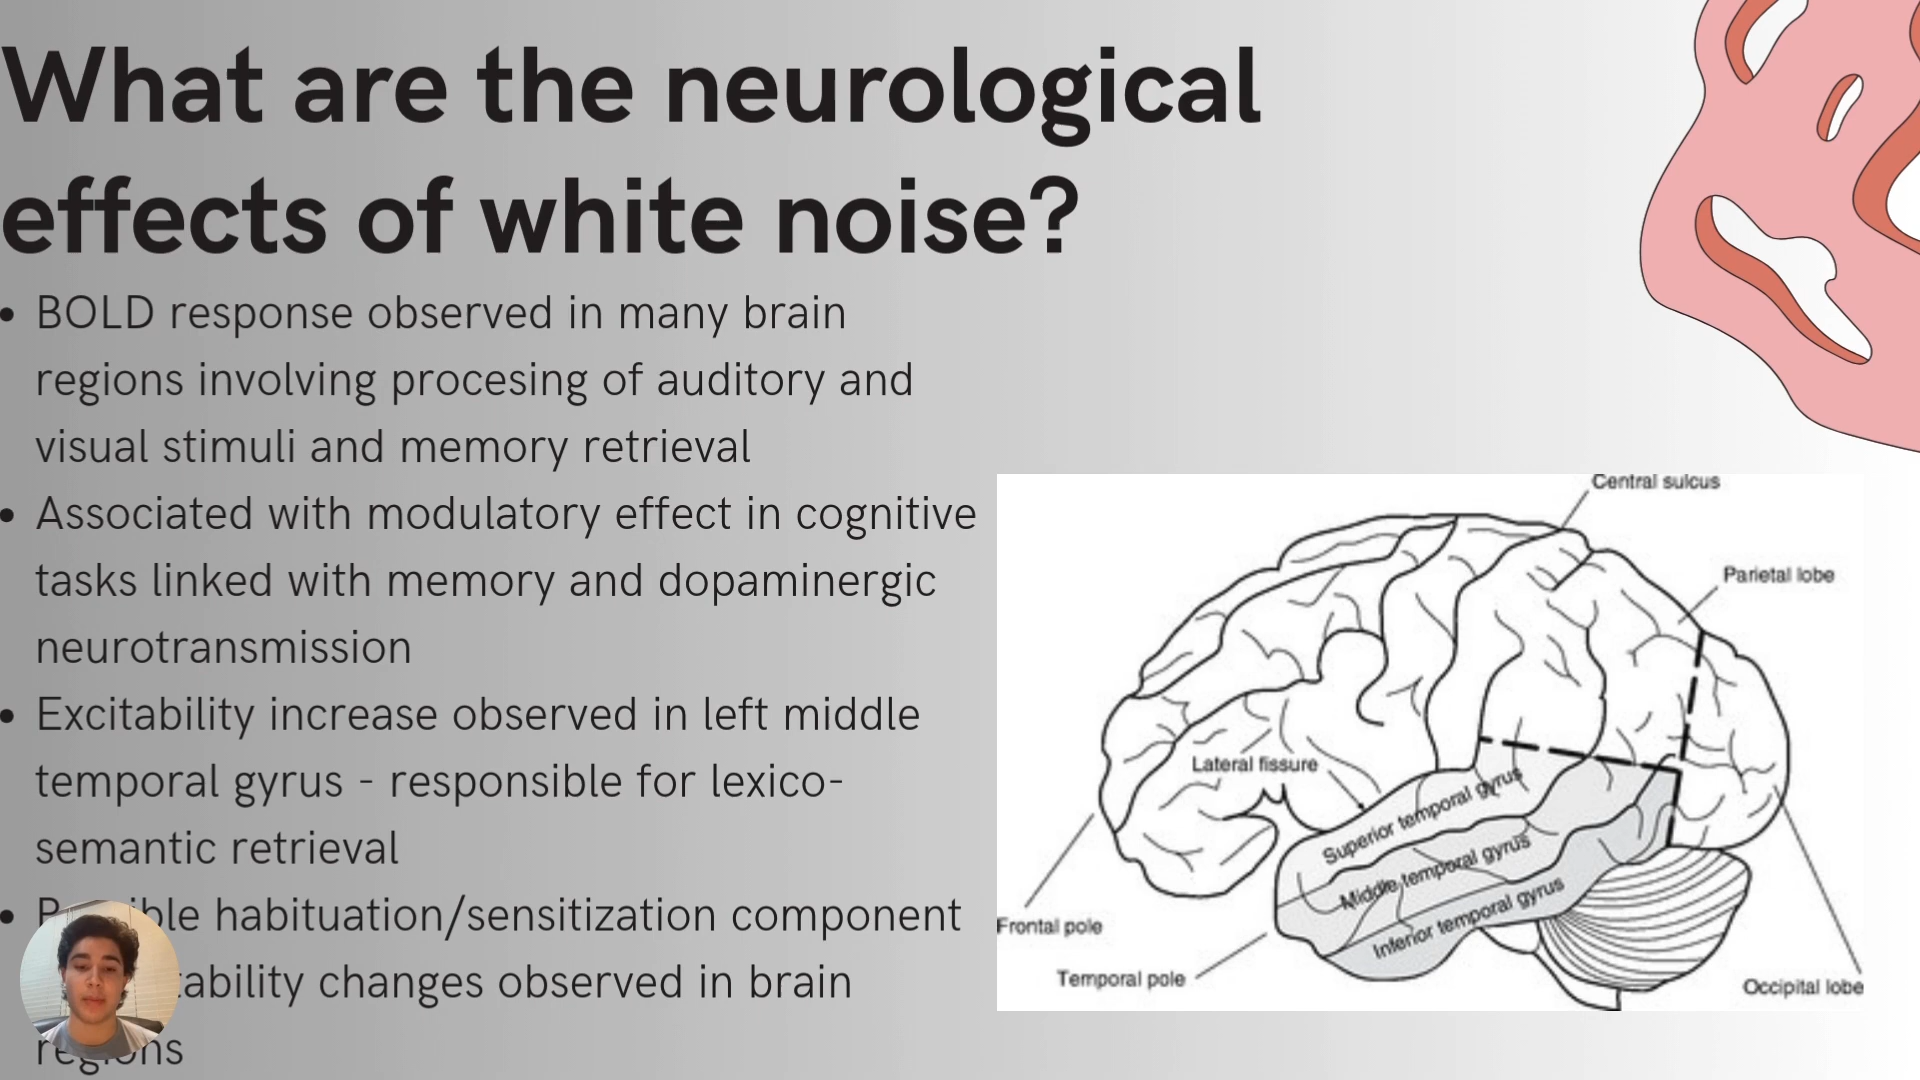 What are the neurological
effects of white noise?
• BOLD response observed in many brain
regions involving procesing of auditory and
visual stimuli and memory retrieval
• Associated with modulatory effect in cognitive
tasks linked with memory and dopaminergic
neurotransmission
• Excitability increase observed in left middle
temporal gyrus - responsible for lexico-
semantic retrieval
• habituation/sensitization component
changes observed in brain
regions
Central sulcus
Parietal lobe
Lateral fissure
Superior temporal gyrus
Middle temporal gyrus
Inferior temporal gyrus
Frontal pole
Temporal pole
Occipital lobe